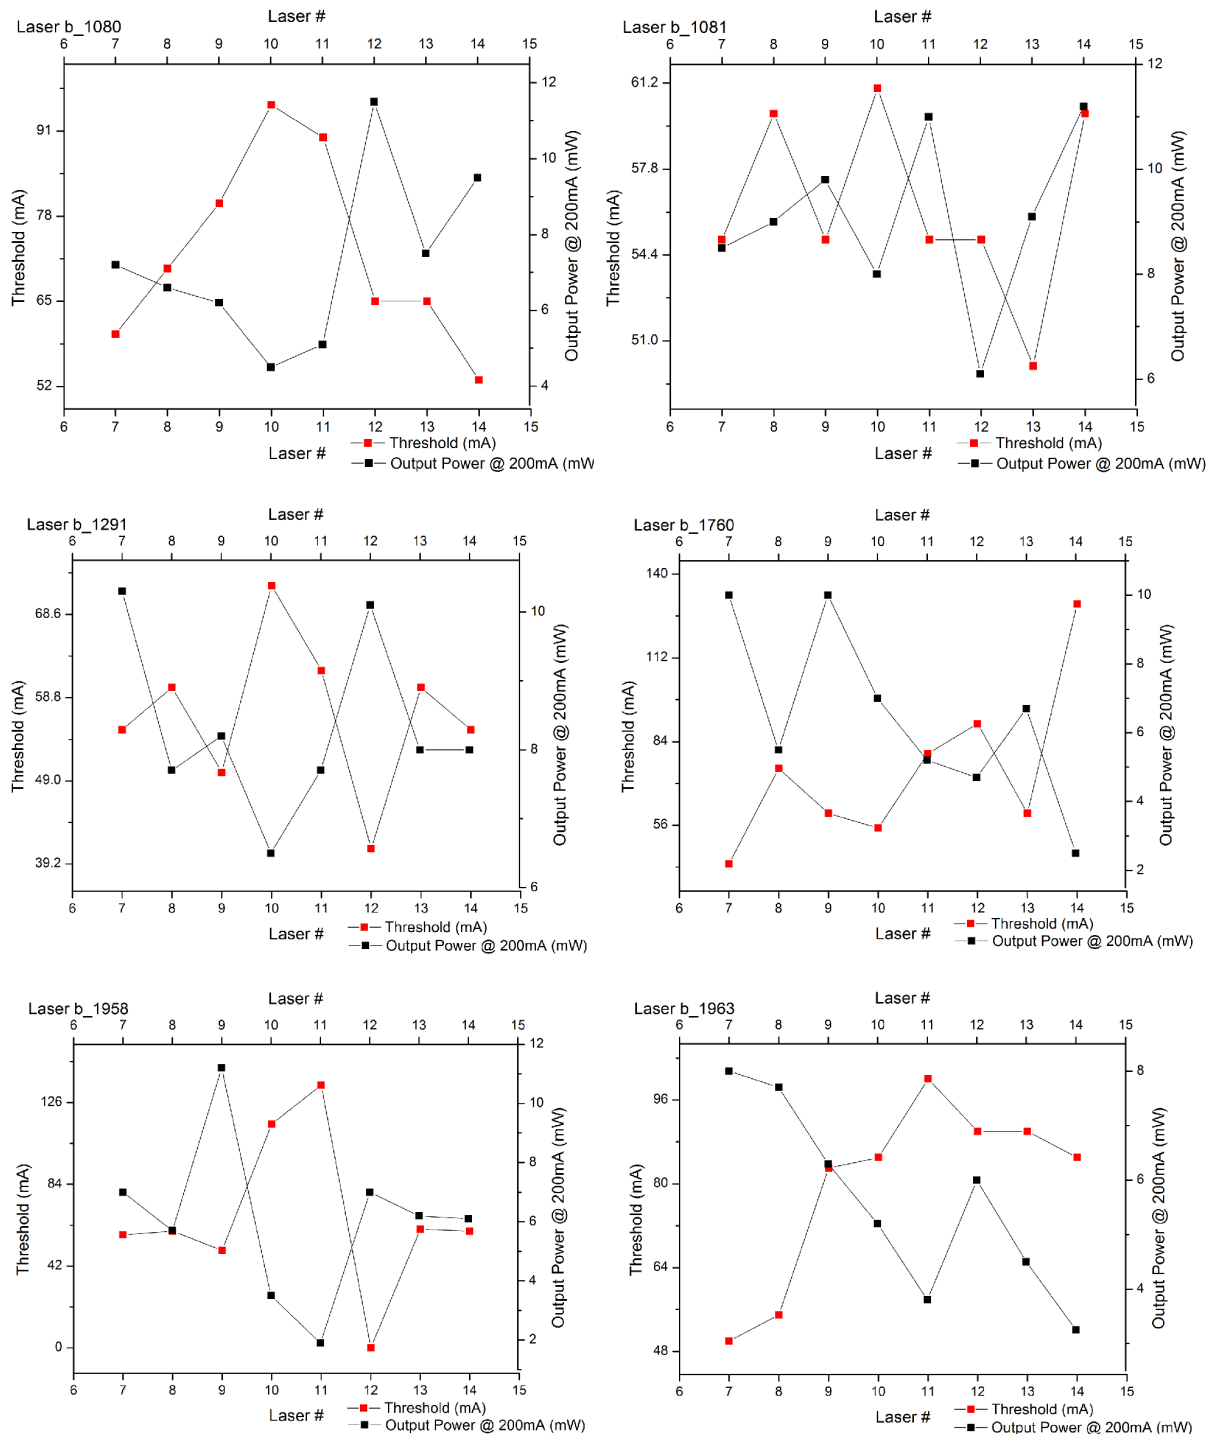 Laser #
Laser b_1080
6 7 8 9 10 11 12 13 14 15
12
91
10
78
8
65
6
52
4
Threshold (mA)
Output Power @ 200mA (mW)
6 7 8 9 10 11 12 13 14 15
Laser #
Threshold (mA)
Output Power @ 200mA (mW
Laser #
Laser b_1081
6 7 8 9 10 11 12 13 14 15
12
61.2
10
57.8
54.4
8
51.0
6
Threshold (mA)
Output Power @ 200mA (mW)
6 7 8 9 10 11 12 13 14 15
Laser #
Threshold (mA)
Output Power @ 200mA (mW)
Laser #
Laser b_1291
6 7 8 9 10 11 12 13 14 15
68.6
10
58.8
8
49.0
39.2
6
Threshold (mA)
Output Power @ 200mA (mW)
6 7 8 9 10 11 12 13 14 15
Laser #
Threshold (mA)
Output Power @ 200mA (mW)
Laser #
Laser b_1760
6 7 8 9 10 11 12 13 14 15
140
10
112
8
84
6
56
4
2
Threshold (mA)
Output Power @ 200mA (mW)
6 7 8 9 10 11 12 13 14 15
Laser #
Threshold (mA)
Output Power @ 200mA (mW)
Laser #
Laser b_1958
6 7 8 9 10 11 12 13 14 15
12
126
10
84
8
6
42
4
0
2
Threshold (mA)
Output Power @ 200mA (mW)
6 7 8 9 10 11 12 13 14 15
Laser #
Threshold (mA)
Output Power @ 200mA (mW)
Laser #
Laser b_1963
6 7 8 9 10 11 12 13 14 15
8
96
80
6
64
4
48
Threshold (mA)
Output Power @ 200mA (mW)
6 7 8 9 10 11 12 13 14 15
Laser #
Threshold (mA)
Output Power @ 200mA (mW)